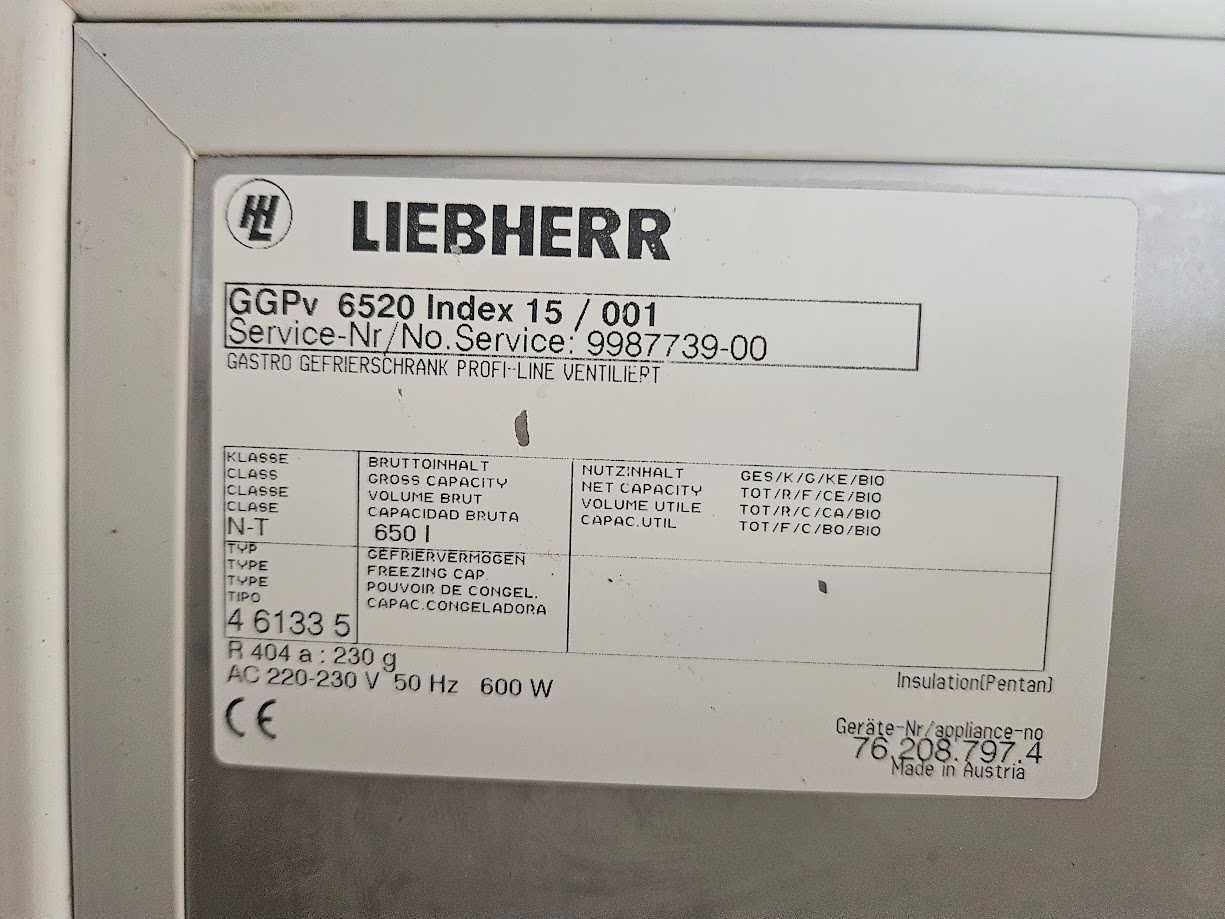 LIEBHERR
GGPv 6520 Index 15 / 001
Service-Nr/No.Service: 9987739-00
GASTRO GEFRIERSCHRANK PROFI-LINE VENTILIERT
KLASSE
CLASS
CLASSE
CLASE
N-T
BRUTTOINHALT
GROSS CAPACITY
VOLUME BRUT
CAPACIDAD BRUTA
650 l
NUTZINHALT GES/K/G/KE/BIO
NET CAPACITY TOT/R/F/CE/BIO
VOLUME UTILE TOT/R/C/CA/BIO
CAPAC.UTIL TOT/F/C/BO/BIO
TYP
TYPE
TYPE
TIPO
4 6133 5
GEFRIERVERMÖGEN
FREEZING CAP.
POUVOIR DE CONGEL.
CAPAC.CONGELADORA
R 404 a : 230 g
AC 220-230 V 50 Hz 600 W
Insulation(Pentan)
CE
Geräte-Nr/appliance-no
76.208.797.4
Made in Austria